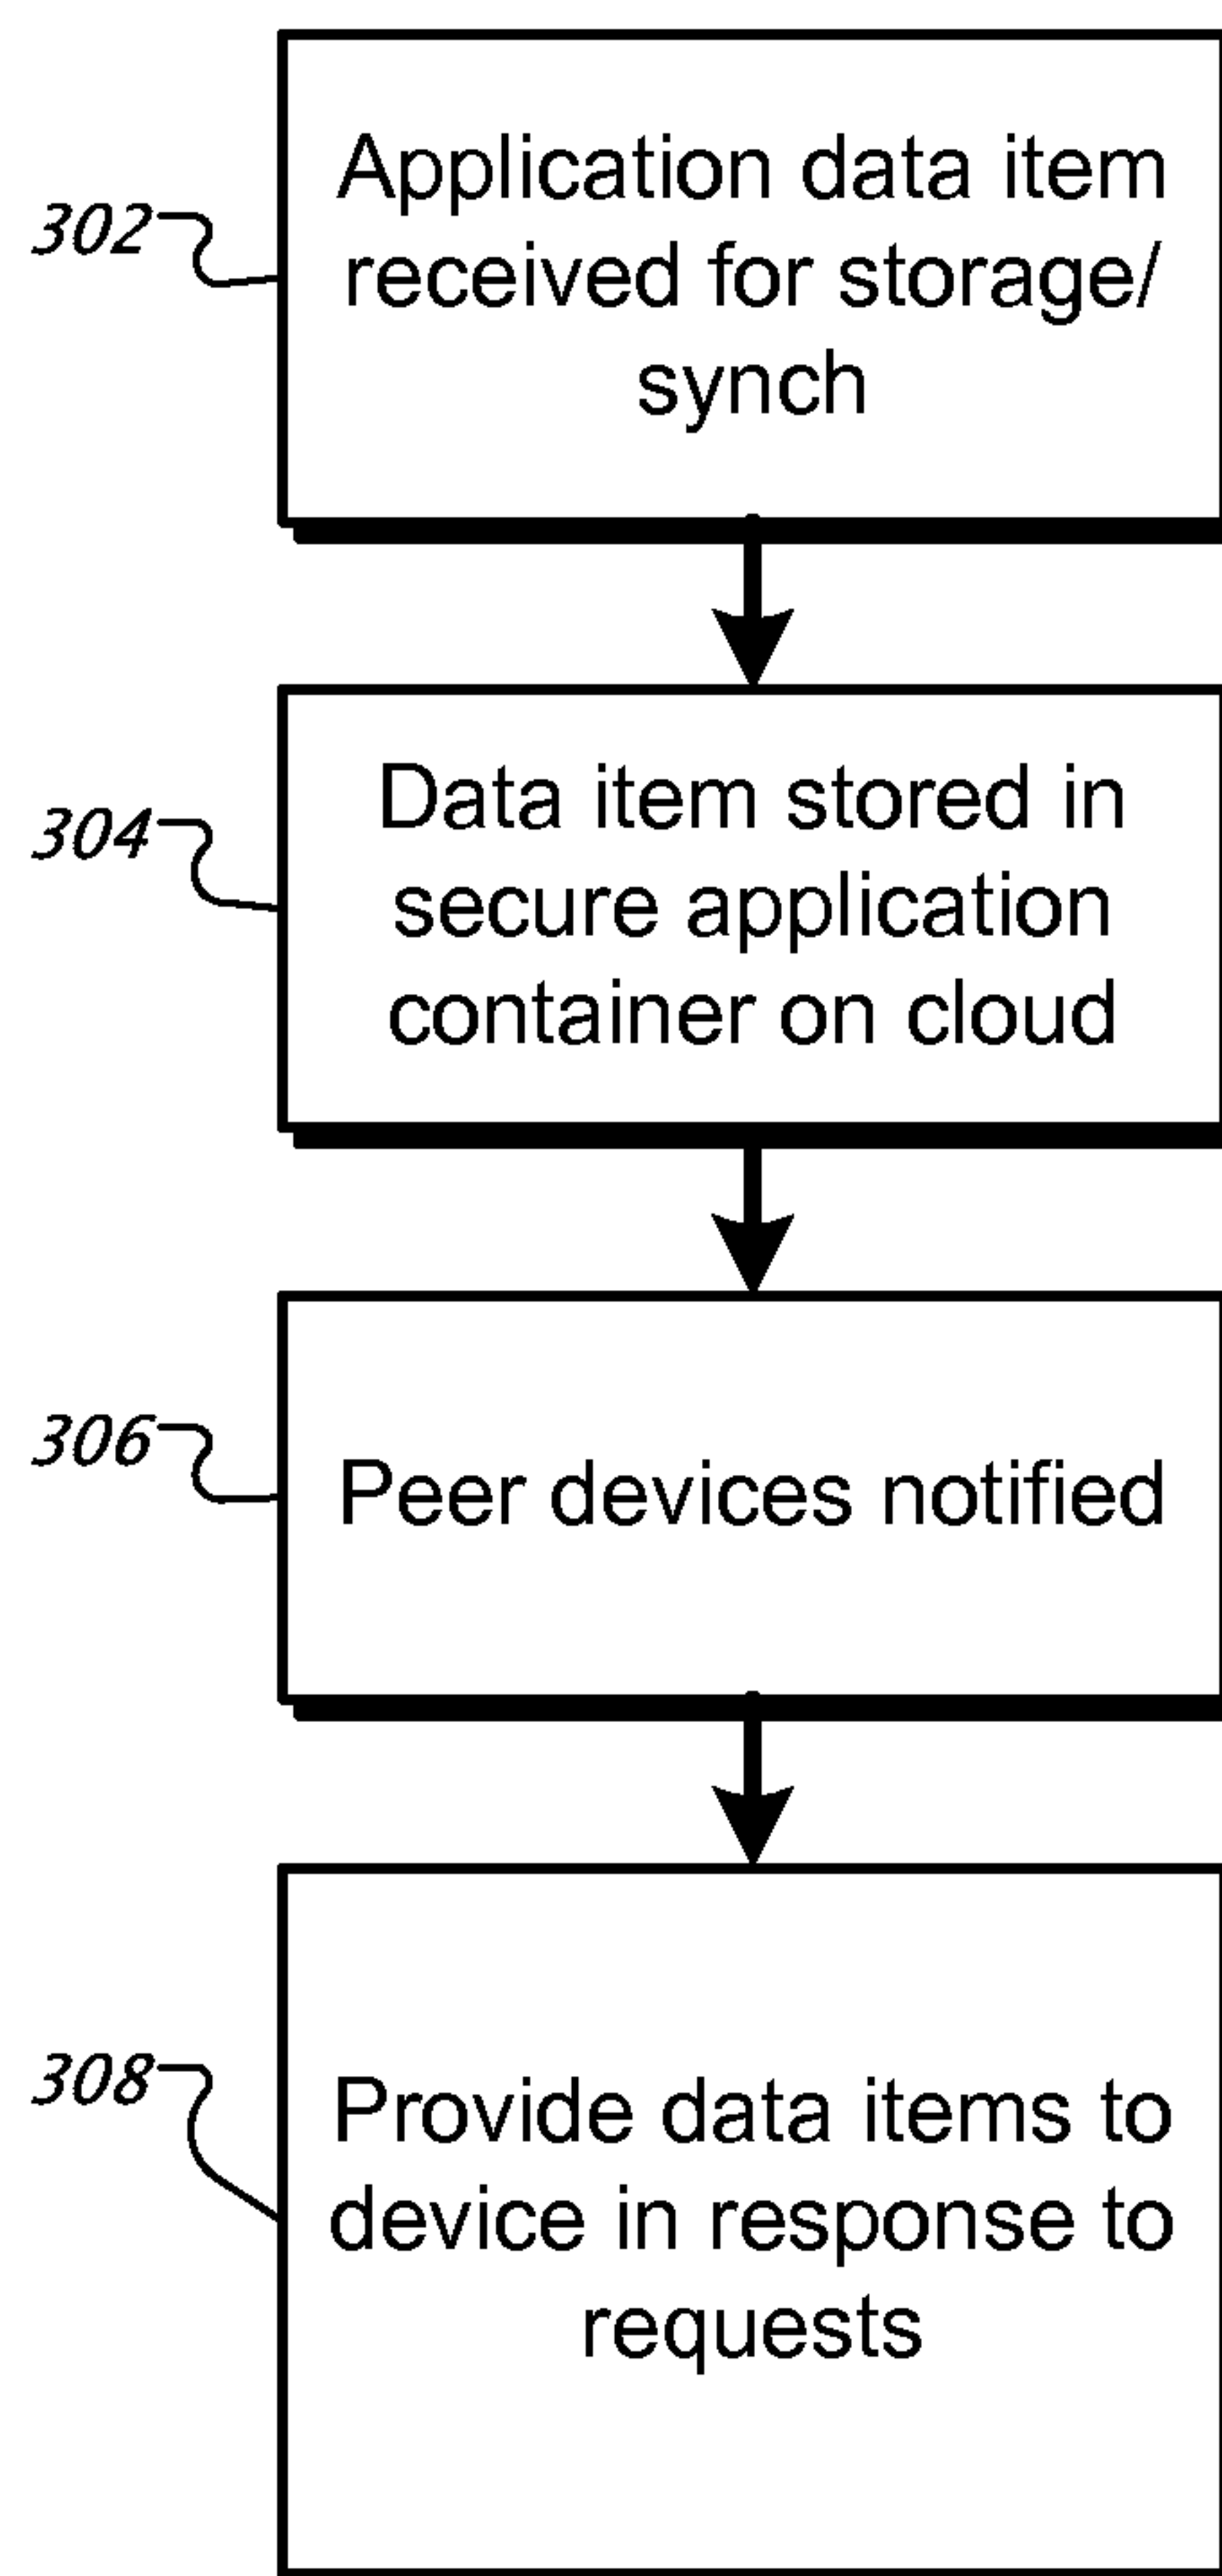 302
Application data item
received for storage/
synch
304
Data item stored in
secure application
container on cloud
306
Peer devices notified
308
Provide data items to
device in response to
requests